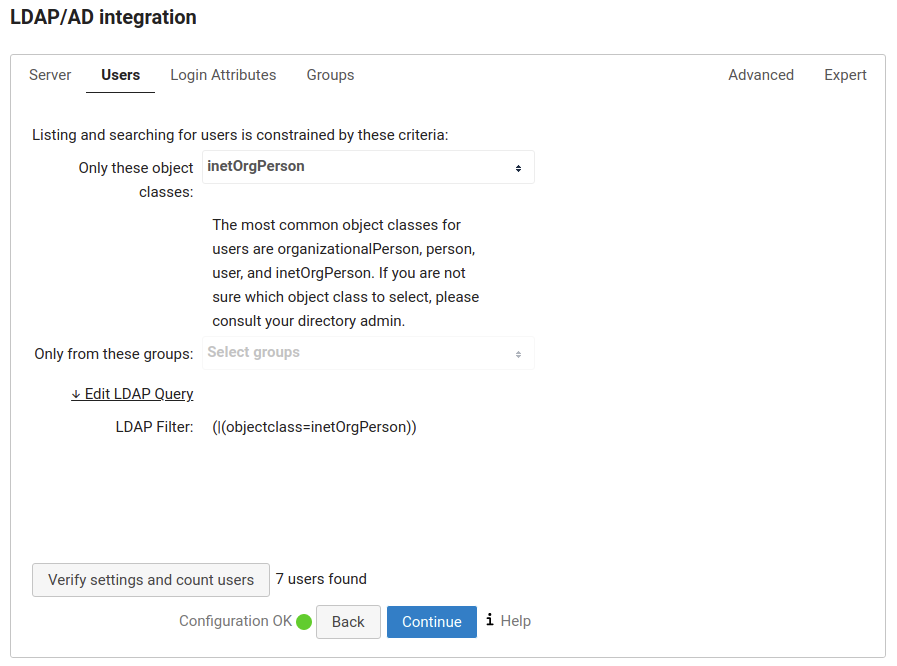 LDAP/AD integration
Server Users Login Attributes Groups Advanced Expert
Listing and searching for users is constrained by these criteria:
Only these object
classes:
inetOrgPerson
The most common object classes for
users are organizationalPerson, person,
user, and inetOrgPerson. If you are not
sure which object class to select, please
consult your directory admin.
Only from these groups: Select groups
↓ Edit LDAP Query
LDAP Filter: (|(objectclass=inetOrgPerson))
Verify settings and count users 7 users found
Configuration OK Back Continue i Help